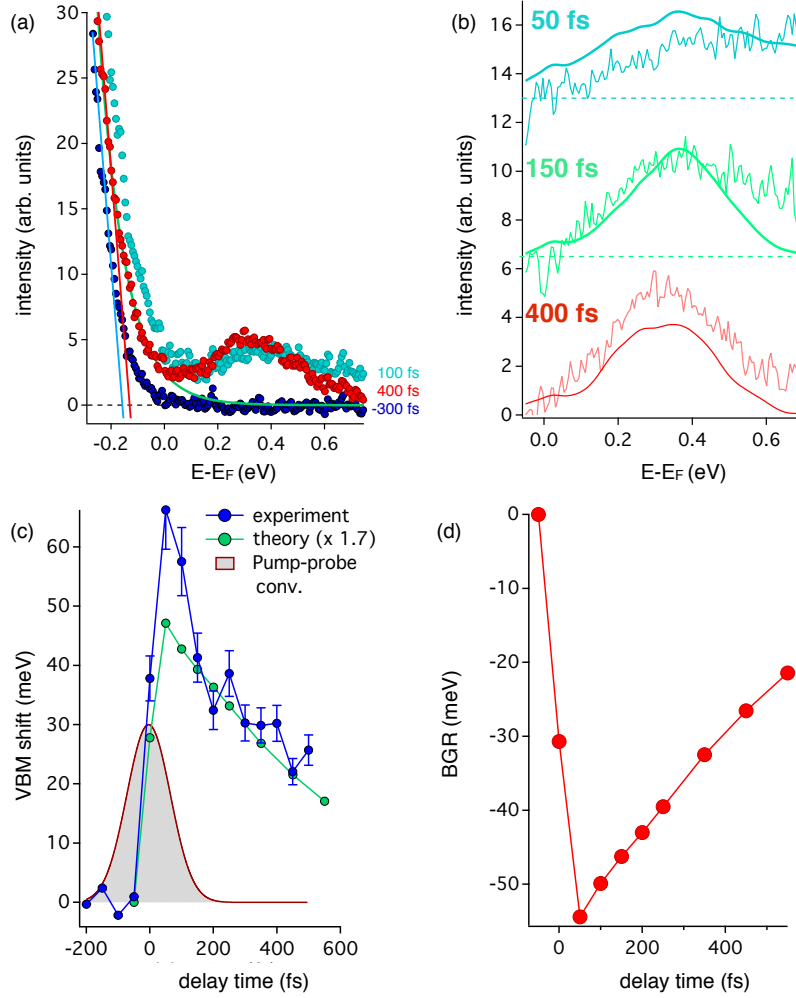 (a)
30
25
20
15
10
5
0
intensity (arb. units)
-0.2
0.0
0.2
0.4
0.6
E-EF (eV)
100 fs
400 fs
-300 fs
(b)
16
14
12
10
8
6
4
2
0
intensity (arb. units)
50 fs
150 fs
400 fs
0.0
0.2
0.4
0.6
E-EF (eV)
(c)
60
50
40
30
20
10
0
VBM shift (meV)
experiment
theory (x 1.7)
Pump-probe
conv.
-200
0
200
400
600
delay time (fs)
(d)
0
-10
-20
-30
-40
-50
BGR (meV)
0
200
400
delay time (fs)